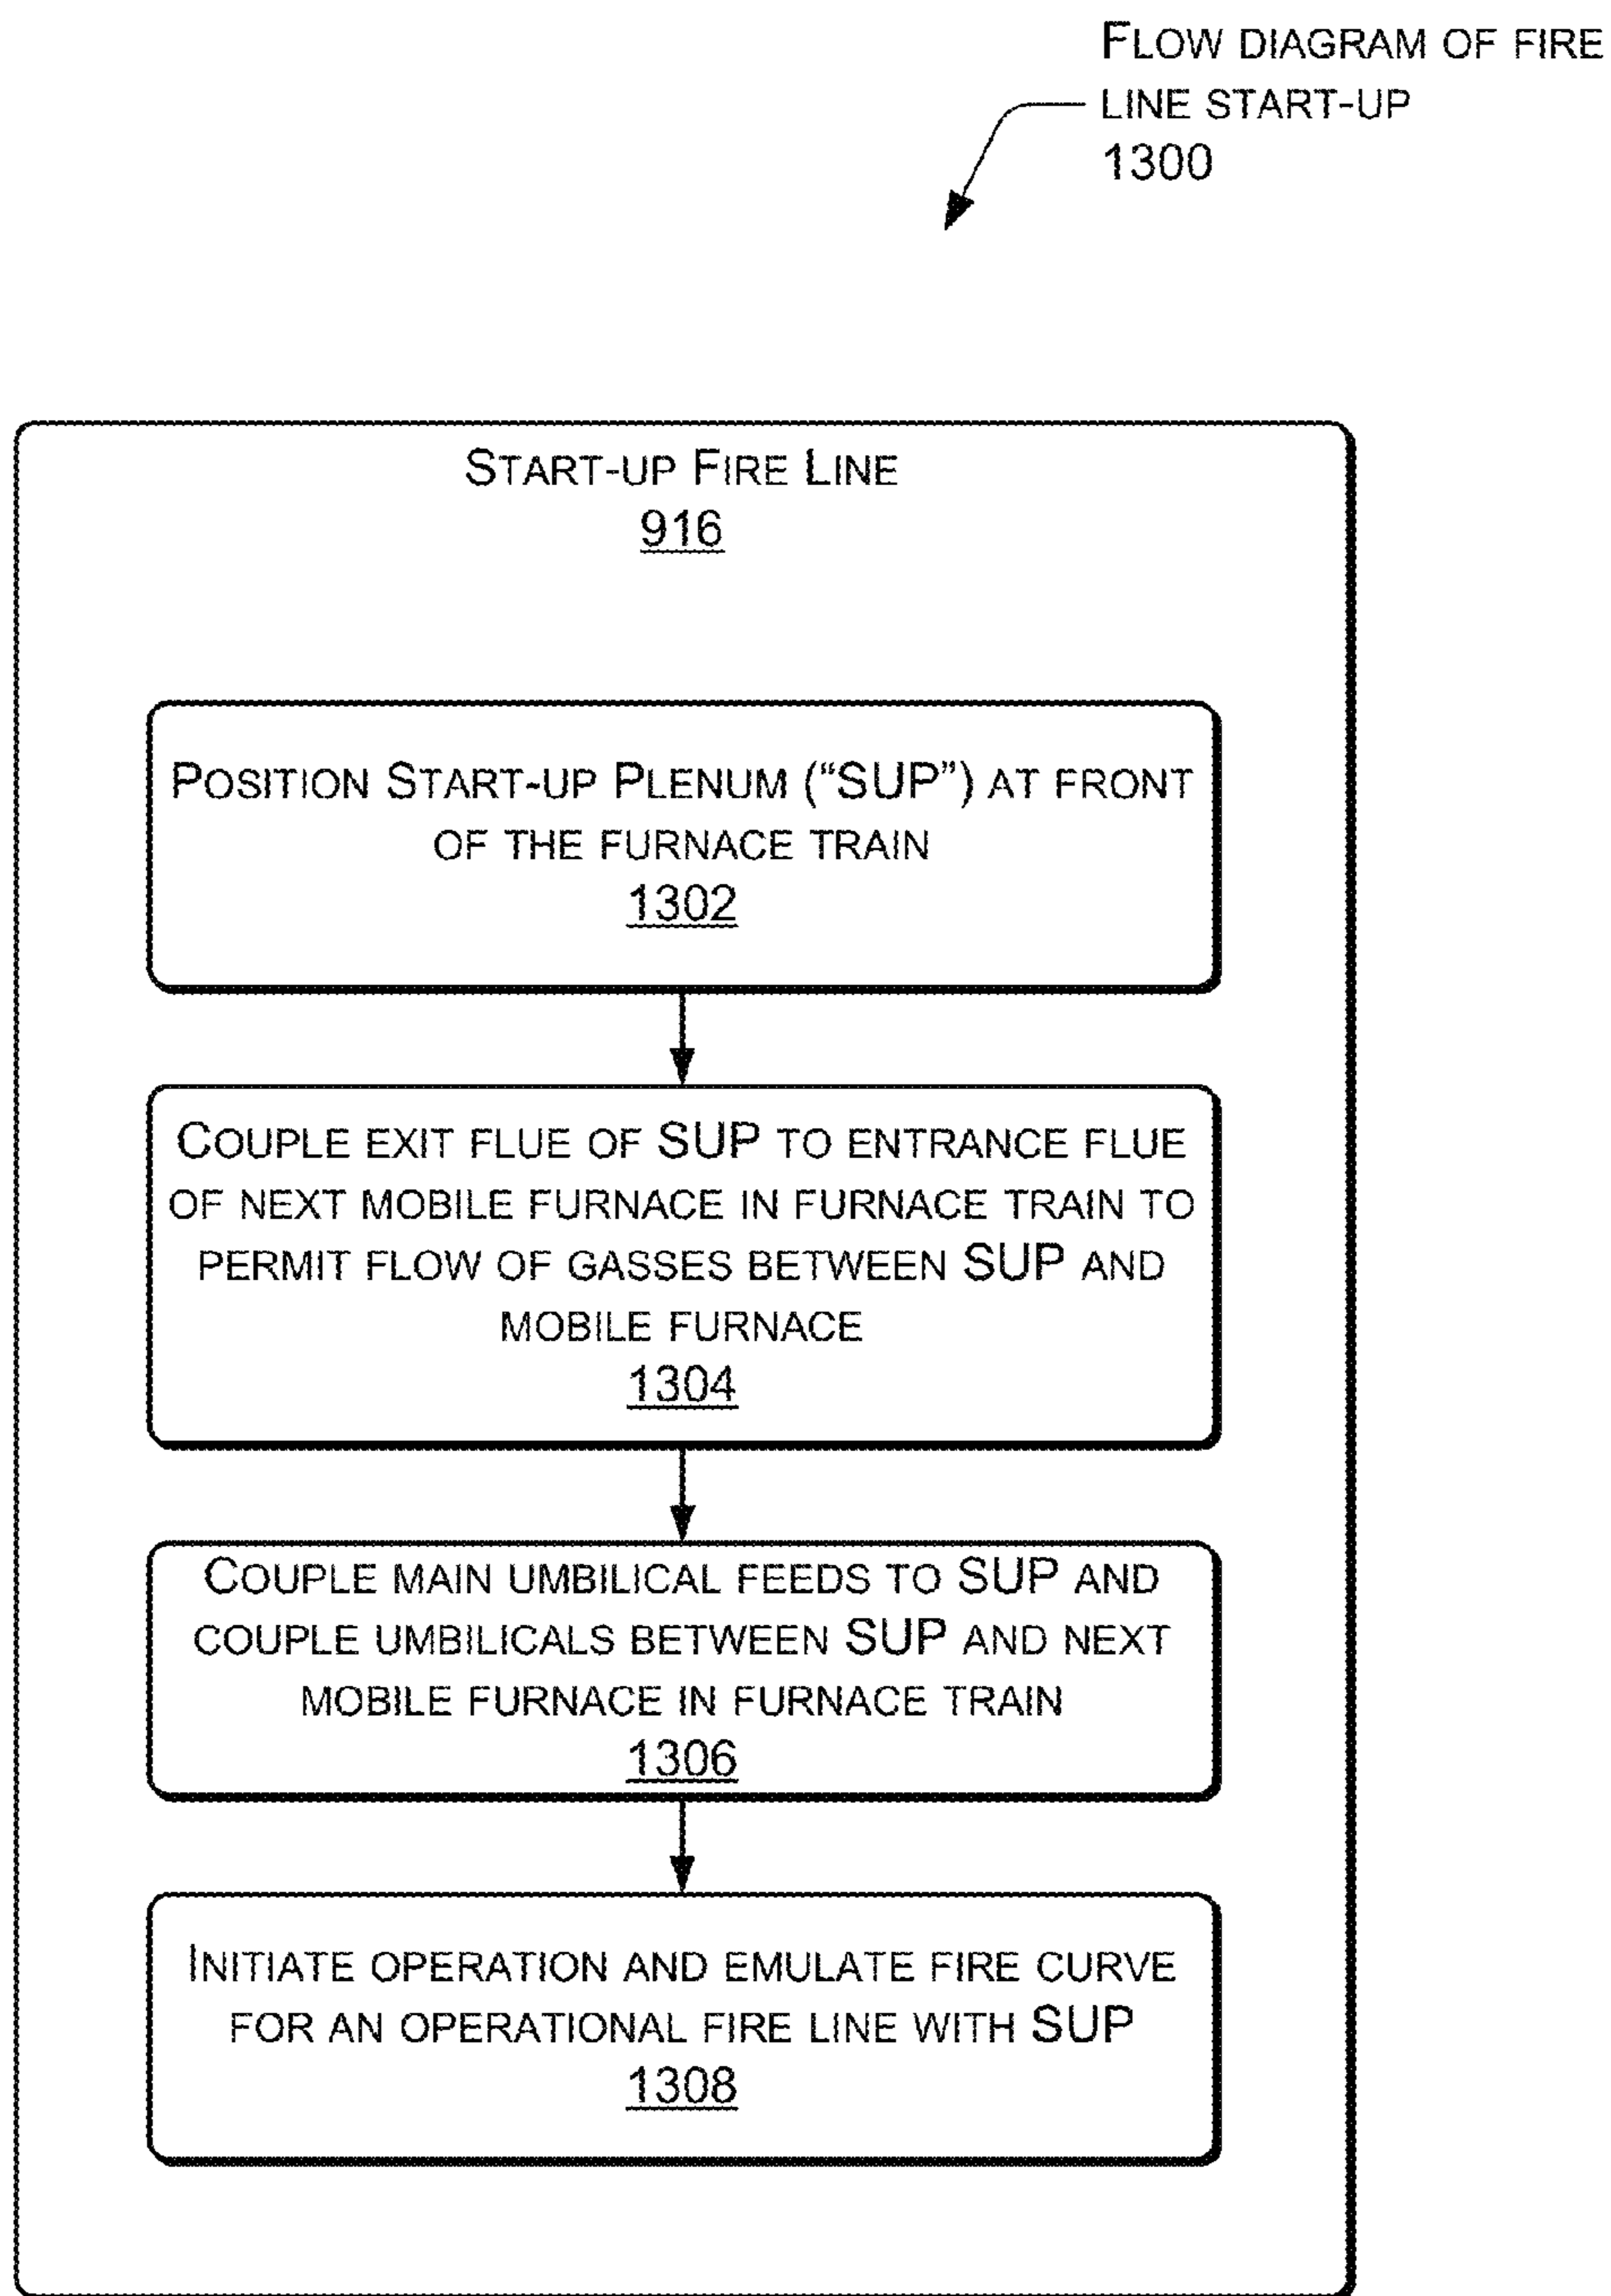 FLOW DIAGRAM OF FIRE
LINE START-UP
1300
START-UP FIRE LINE
916
POSITION START-UP PLENUM (“SUP”) AT FRONT
OF THE FURNACE TRAIN
1302
COUPLE EXIT FLUE OF SUP TO ENTRANCE FLUE
OF NEXT MOBILE FURNACE IN FURNACE TRAIN TO
PERMIT FLOW OF GASSES BETWEEN SUP AND
MOBILE FURNACE
1304
COUPLE MAIN UMBILICAL FEEDS TO SUP AND
COUPLE UMBILICALS BETWEEN SUP AND NEXT
MOBILE FURNACE IN FURNACE TRAIN
1306
INITIATE OPERATION AND EMULATE FIRE CURVE
FOR AN OPERATIONAL FIRE LINE WITH SUP
1308